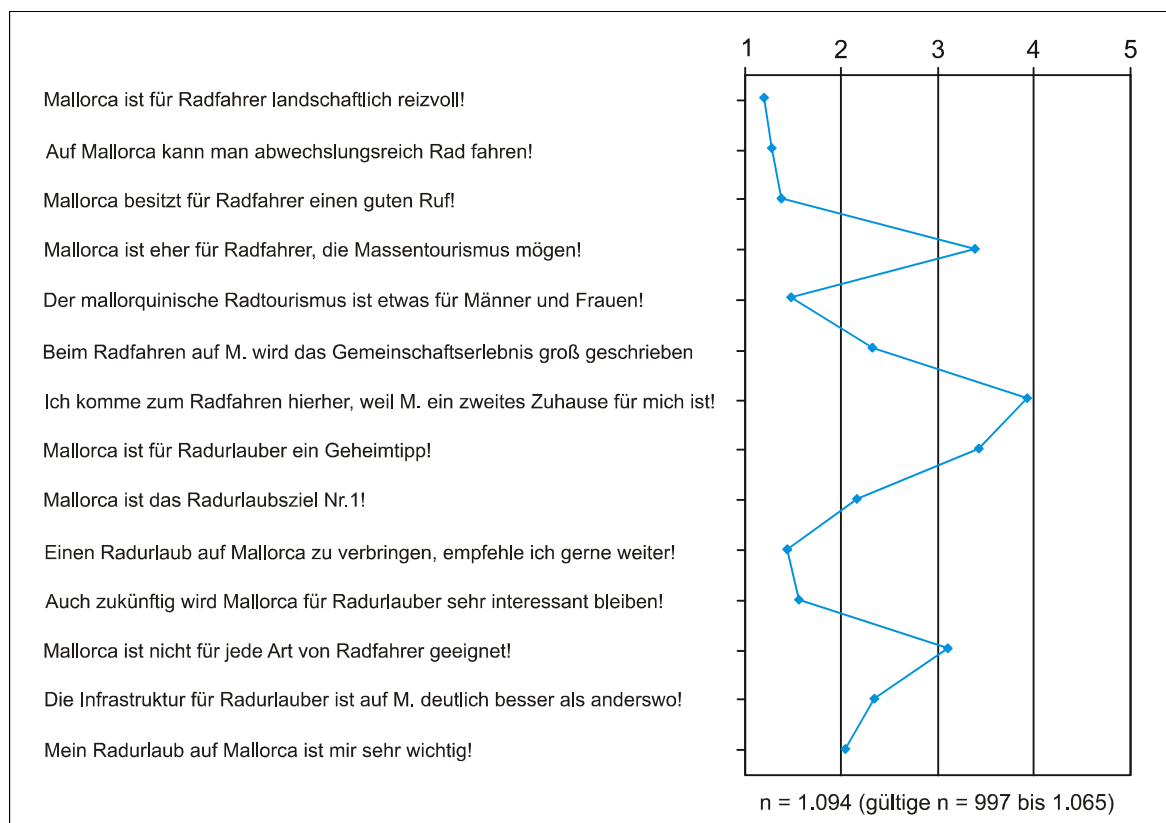 1 2 3 4 5
Mallorca ist für Radfahrer landschaftlich reizvoll!
Auf Mallorca kann man abwechslungsreich Rad fahren!
Mallorca besitzt für Radfahrer einen guten Ruf!
Mallorca ist eher für Radfahrer, die Massentourismus mögen!
Der mallorquinische Radtourismus ist etwas für Männer und Frauen!
Beim Radfahren auf M. wird das Gemeinschaftserlebnis groß geschrieben
Ich komme zum Radfahren hierher, weil M. ein zweites Zuhause für mich ist!
Mallorca ist für Radurlauber ein Geheimtipp!
Mallorca ist das Radurlaubsziel Nr.1!
Einen Radurlaub auf Mallorca zu verbringen, empfehle ich gerne weiter!
Auch zukünftig wird Mallorca für Radurlauber sehr interessant bleiben!
Mallorca ist nicht für jede Art von Radfahrer geeignet!
Die Infrastruktur für Radurlauber ist auf M. deutlich besser als anderswo!
Mein Radurlaub auf Mallorca ist mir sehr wichtig!
n = 1.094 (gültige n = 997 bis 1.065)